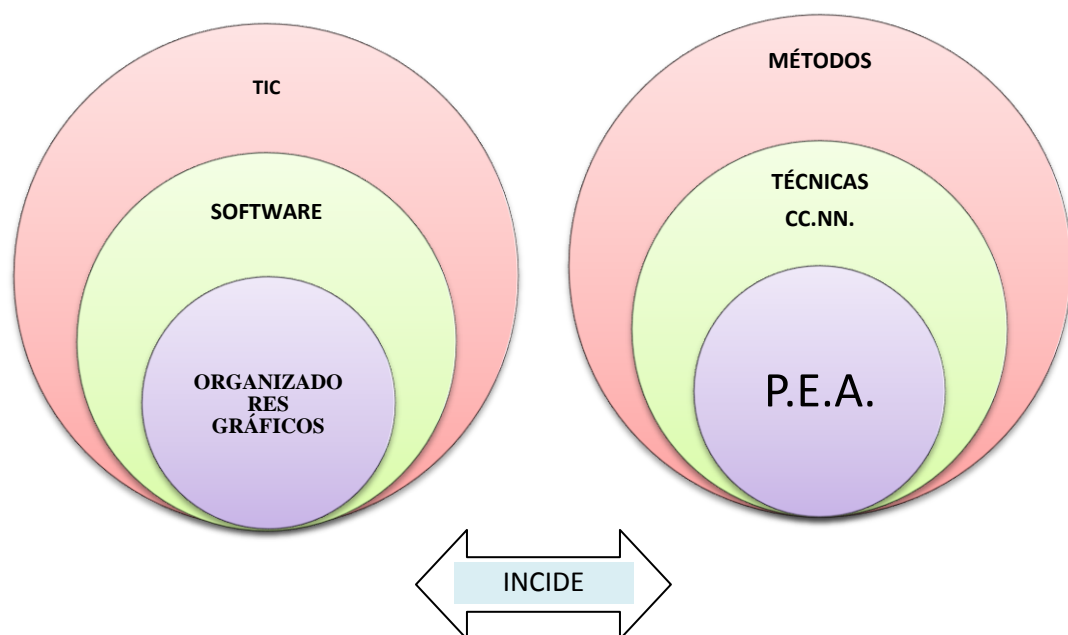 TIC
SOFTWARE
ORGANIZADO
RES
GRÁFICOS
MÉTODOS
TÉCNICAS
CC.NN.
P.E.A.
INCIDE